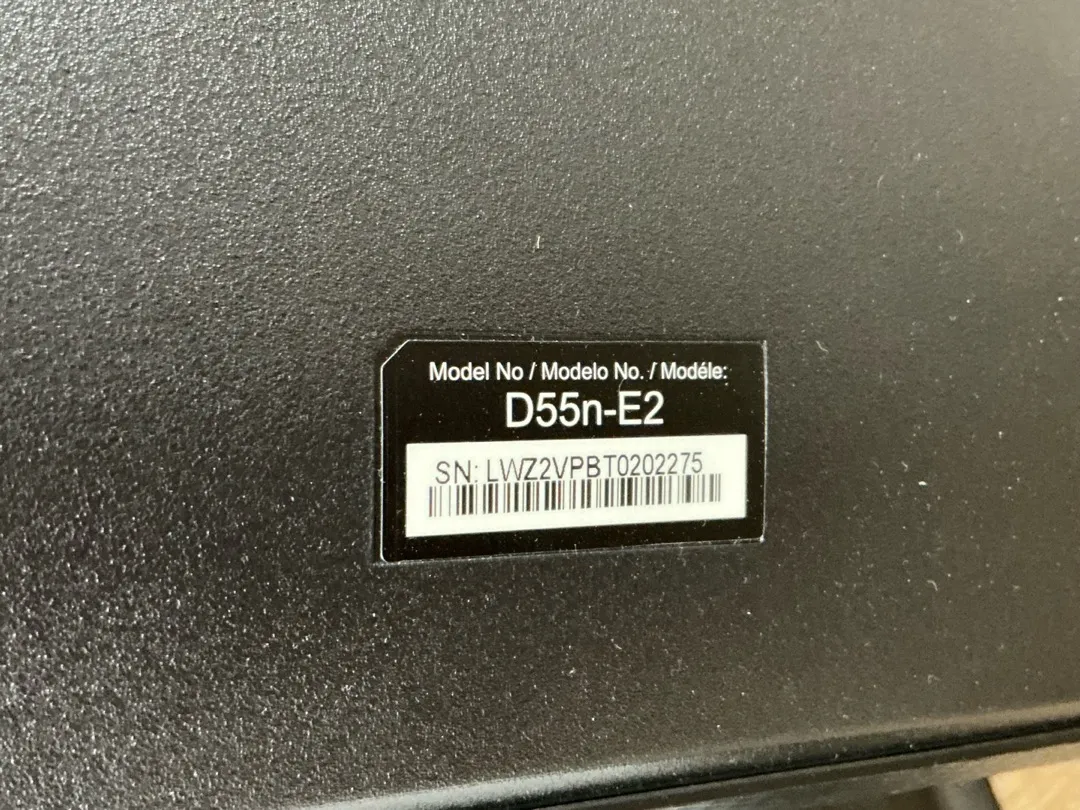 Model No / Modelo No. / Modéle:
D55n-E2
SN: LWZ2VPBT0202275